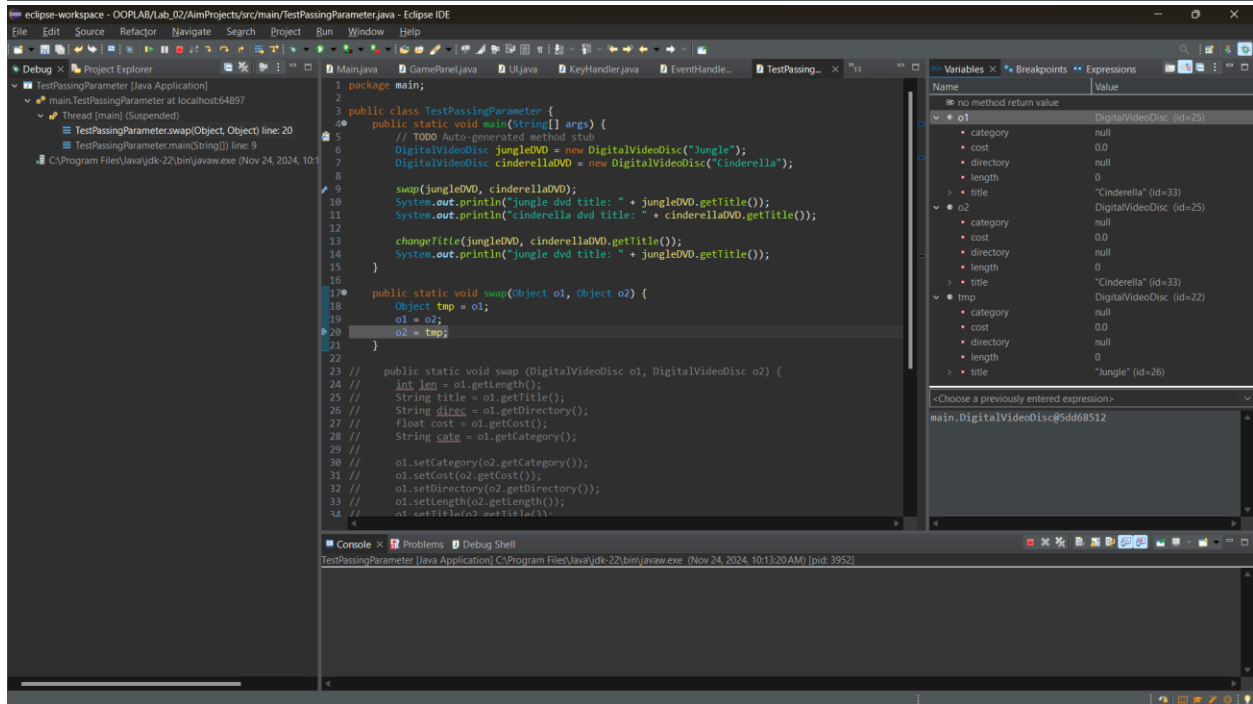 eclipse-workspace - OOPLAB/Lab_02/AimProjects/src/main/TestPassingParameter.java - Eclipse IDE
File Edit Source Refactor Navigate Search Project Run Window Help
Debug Project Explorer
TestPassingParameter [Java Application]
main.TestPassingParameter at localhost:64897
Thread [main] (Suspended)
TestPassingParameter.swap(Object, Object) line: 20
TestPassingParameter.main(String[]) line: 9
C:\Program Files\Java\jdk-22\bin\javaw.exe (Nov 24, 2024, 10:1
Main.java GamePanel.java UI.java KeyHandler.java EventHandle... TestPassing... 11
1 package main;
2
3 public class TestPassingParameter {
4 public static void main(String[] args) {
5 // TODO Auto-generated method stub
6 DigitalVideoDisc jungleDVD = new DigitalVideoDisc("Jungle");
7 DigitalVideoDisc cinderellaDVD = new DigitalVideoDisc("Cinderella");
8
9 swap(jungleDVD, cinderellaDVD);
10 System.out.println("jungle dvd title: " + jungleDVD.getTitle());
11 System.out.println("cinderella dvd title: " + cinderellaDVD.getTitle());
12
13 changeTitle(jungleDVD, cinderellaDVD.getTitle());
14 System.out.println("jungle dvd title: " + jungleDVD.getTitle());
15 }
16
17 public static void swap(Object o1, Object o2) {
18 Object tmp = o1;
19 o1 = o2;
20 o2 = tmp;
21 }
22
23 // public static void swap (DigitalVideoDisc o1, DigitalVideoDisc o2) {
24 // int len = o1.getLength();
25 // String title = o1.getTitle();
26 // String direc = o1.getDirectory();
27 // float cost = o1.getCost();
28 // String cate = o1.getCategory();
29 //
30 // o1.setCategory(o2.getCategory());
31 // o1.setCost(o2.getCost());
32 // o1.setDirectory(o2.getDirectory());
33 // o1.setLength(o2.getLength());
34 // o1.setTitle(o2.getTitle());
Variables Breakpoints Expressions
Name Value
no method return value
o1 DigitalVideoDisc (id=25)
category null
cost 0.0
directory null
length 0
title "Cinderella" (id=33)
o2 DigitalVideoDisc (id=25)
category null
cost 0.0
directory null
length 0
title "Cinderella" (id=33)
tmp DigitalVideoDisc (id=22)
category null
cost 0.0
directory null
length 0
title "Jungle" (id=26)
<Choose a previously entered expression>
main.DigitalVideoDisc@5dd68512
Console Problems Debug Shell
TestPassingParameter [Java Application] C:\Program Files\Java\jdk-22\bin\javaw.exe (Nov 24, 2024, 10:13:20 AM) [pid: 3952]